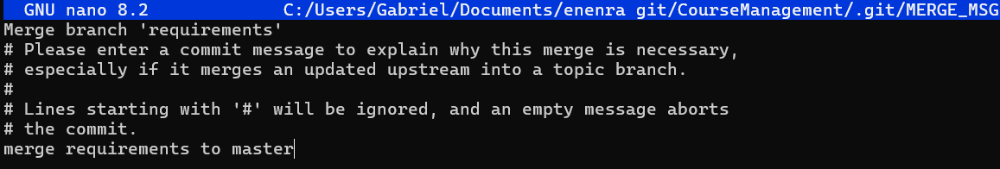 GNU nano 8.2 C:/Users/Gabriel/Documents/enenra git/CourseManagement/.git/MERGE_MSG
Merge branch 'requirements'
# Please enter a commit message to explain why this merge is necessary,
# especially if it merges an updated upstream into a topic branch.
#
# Lines starting with '#' will be ignored, and an empty message aborts
# the commit.
merge requirements to master